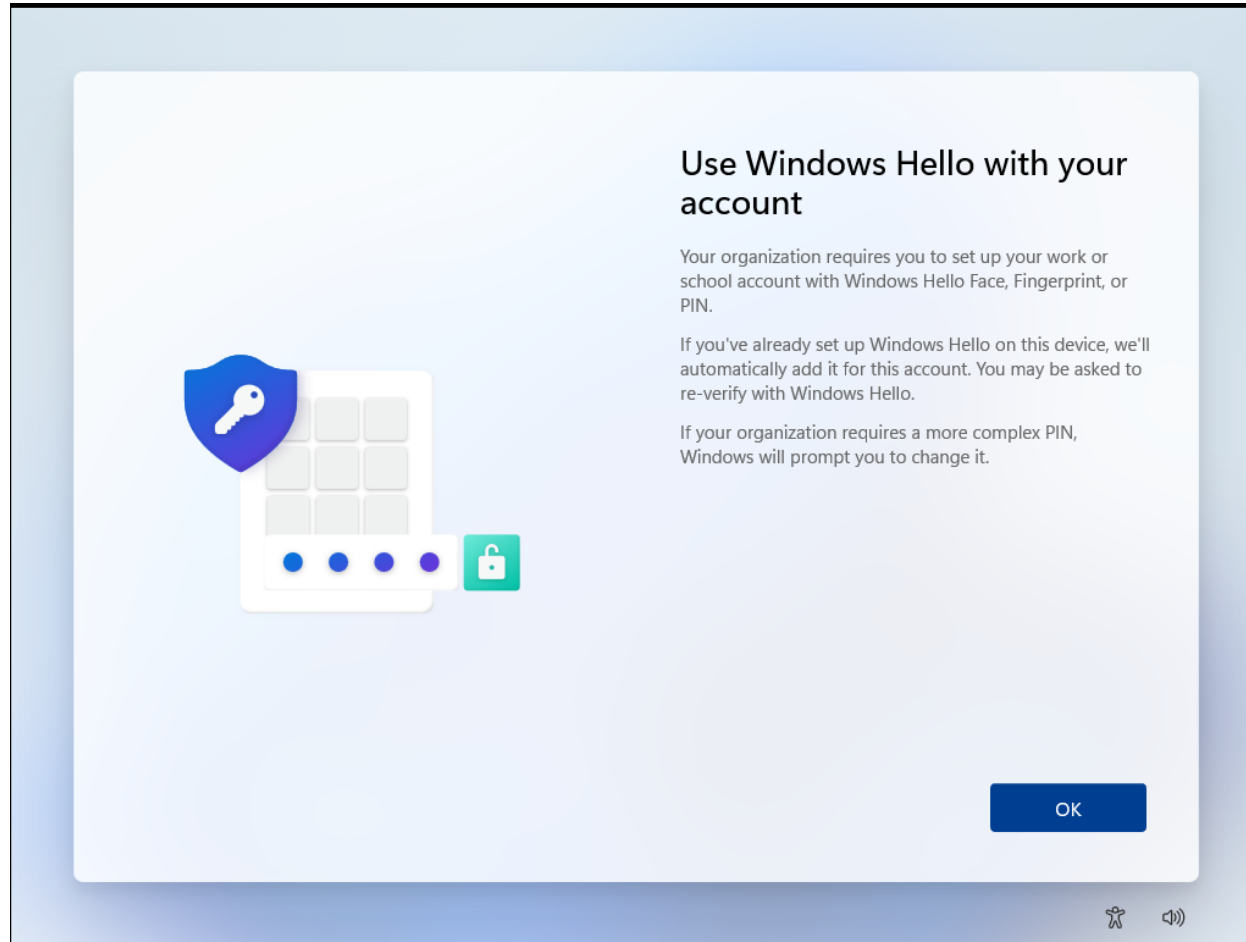 Use Windows Hello with your
account
Your organization requires you to set up your work or
school account with Windows Hello Face, Fingerprint, or
PIN.
If you've already set up Windows Hello on this device, we'll
automatically add it for this account. You may be asked to
re-verify with Windows Hello.
If your organization requires a more complex PIN,
Windows will prompt you to change it.
OK